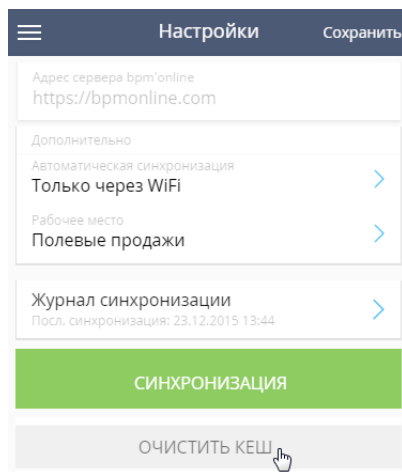 Настройки Сохранить
Адрес сервера bpm'online
https://bpmonline.com
Дополнительно
Автоматическая синхронизация
Только через WiFi
Рабочее место
Полевые продажи
Журнал синхронизации
Посл. синхронизация: 23.12.2015 13:44
СИНХРОНИЗАЦИЯ
ОЧИСТИТЬ КЕШ